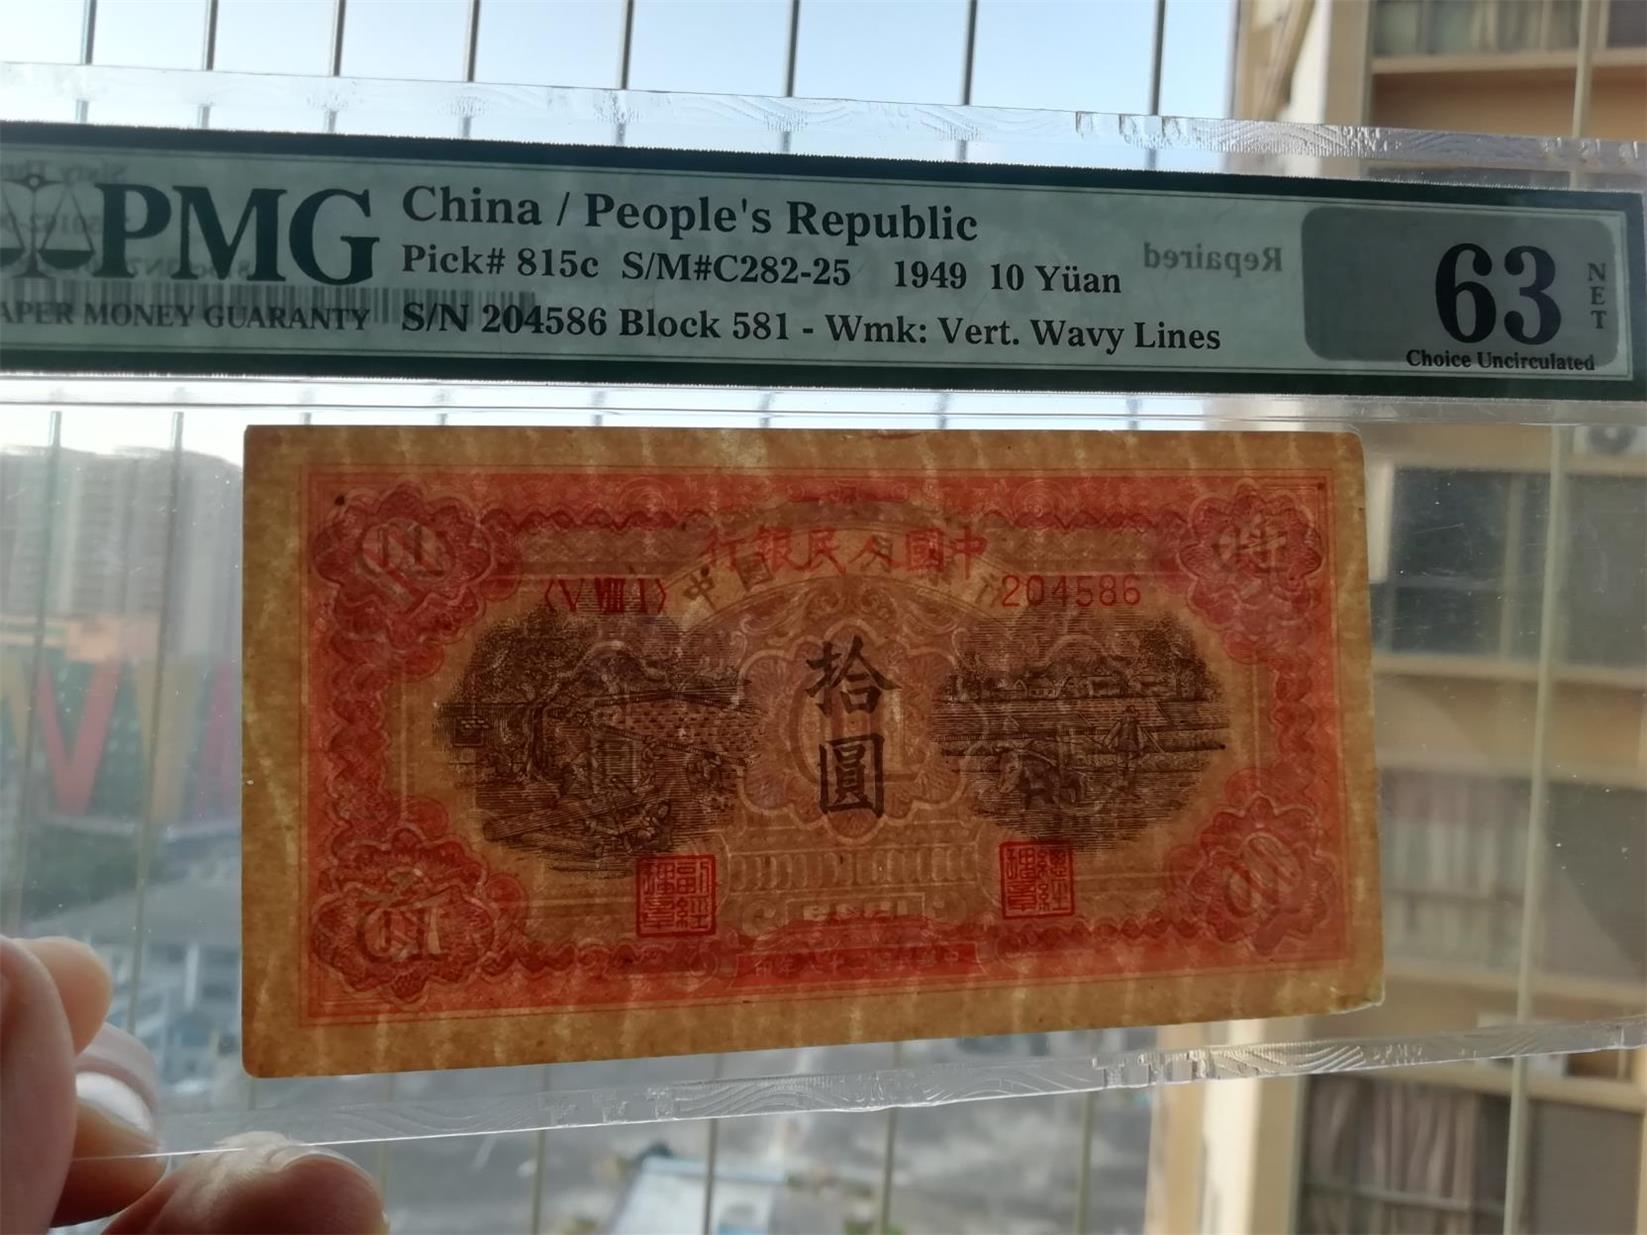 PMG
PAPER MONEY GUARANTY
China / People's Republic
Pick# 815c S/M#C282-25 1949 10 Yüan
S/N 204586 Block 581 - Wmk: Vert. Wavy Lines
Repaired
63
NET
Choice Uncirculated
行銀民人國中
〈V VIII I〉
204586
拾圓